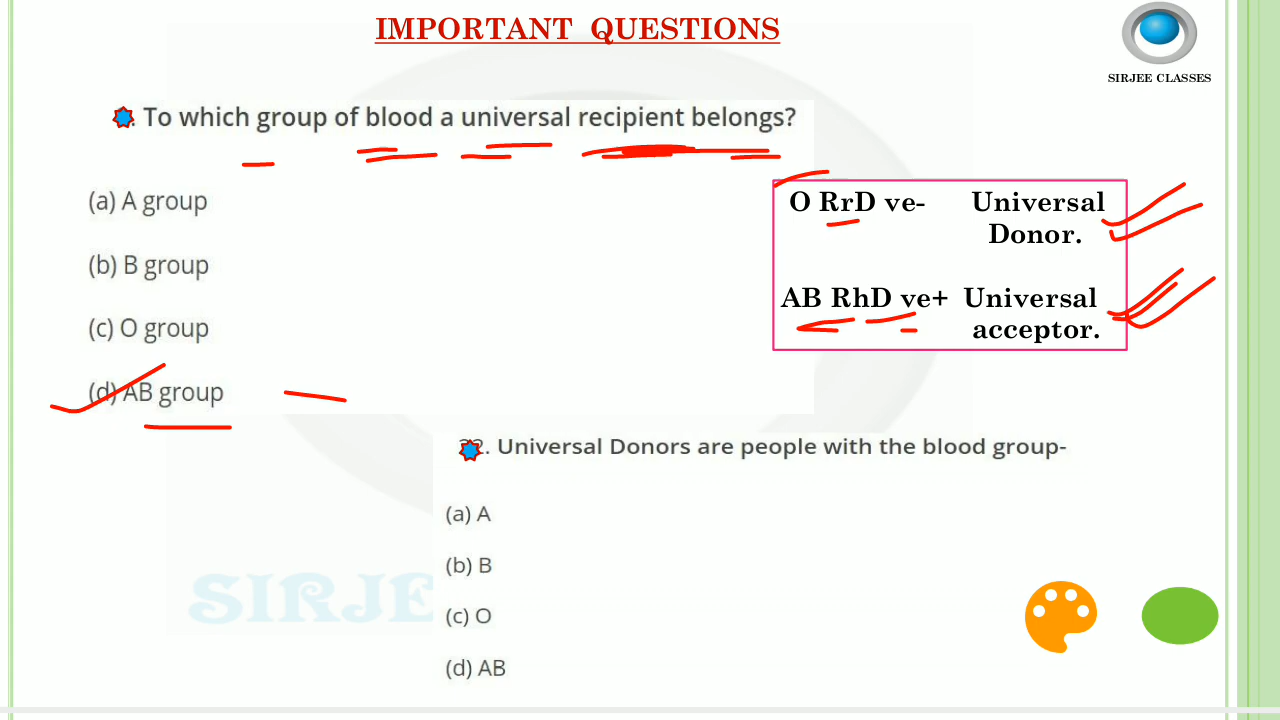 IMPORTANT QUESTIONS
SIRJEE CLASSES
To which group of blood a universal recipient belongs?
(a) A group
(b) B group
(c) O group
(d) AB group
O RrD ve- Universal
Donor.
AB RhD ve+ Universal
acceptor.
. Universal Donors are people with the blood group-
(a) A
(b) B
(c) O
(d) AB
SIRJE